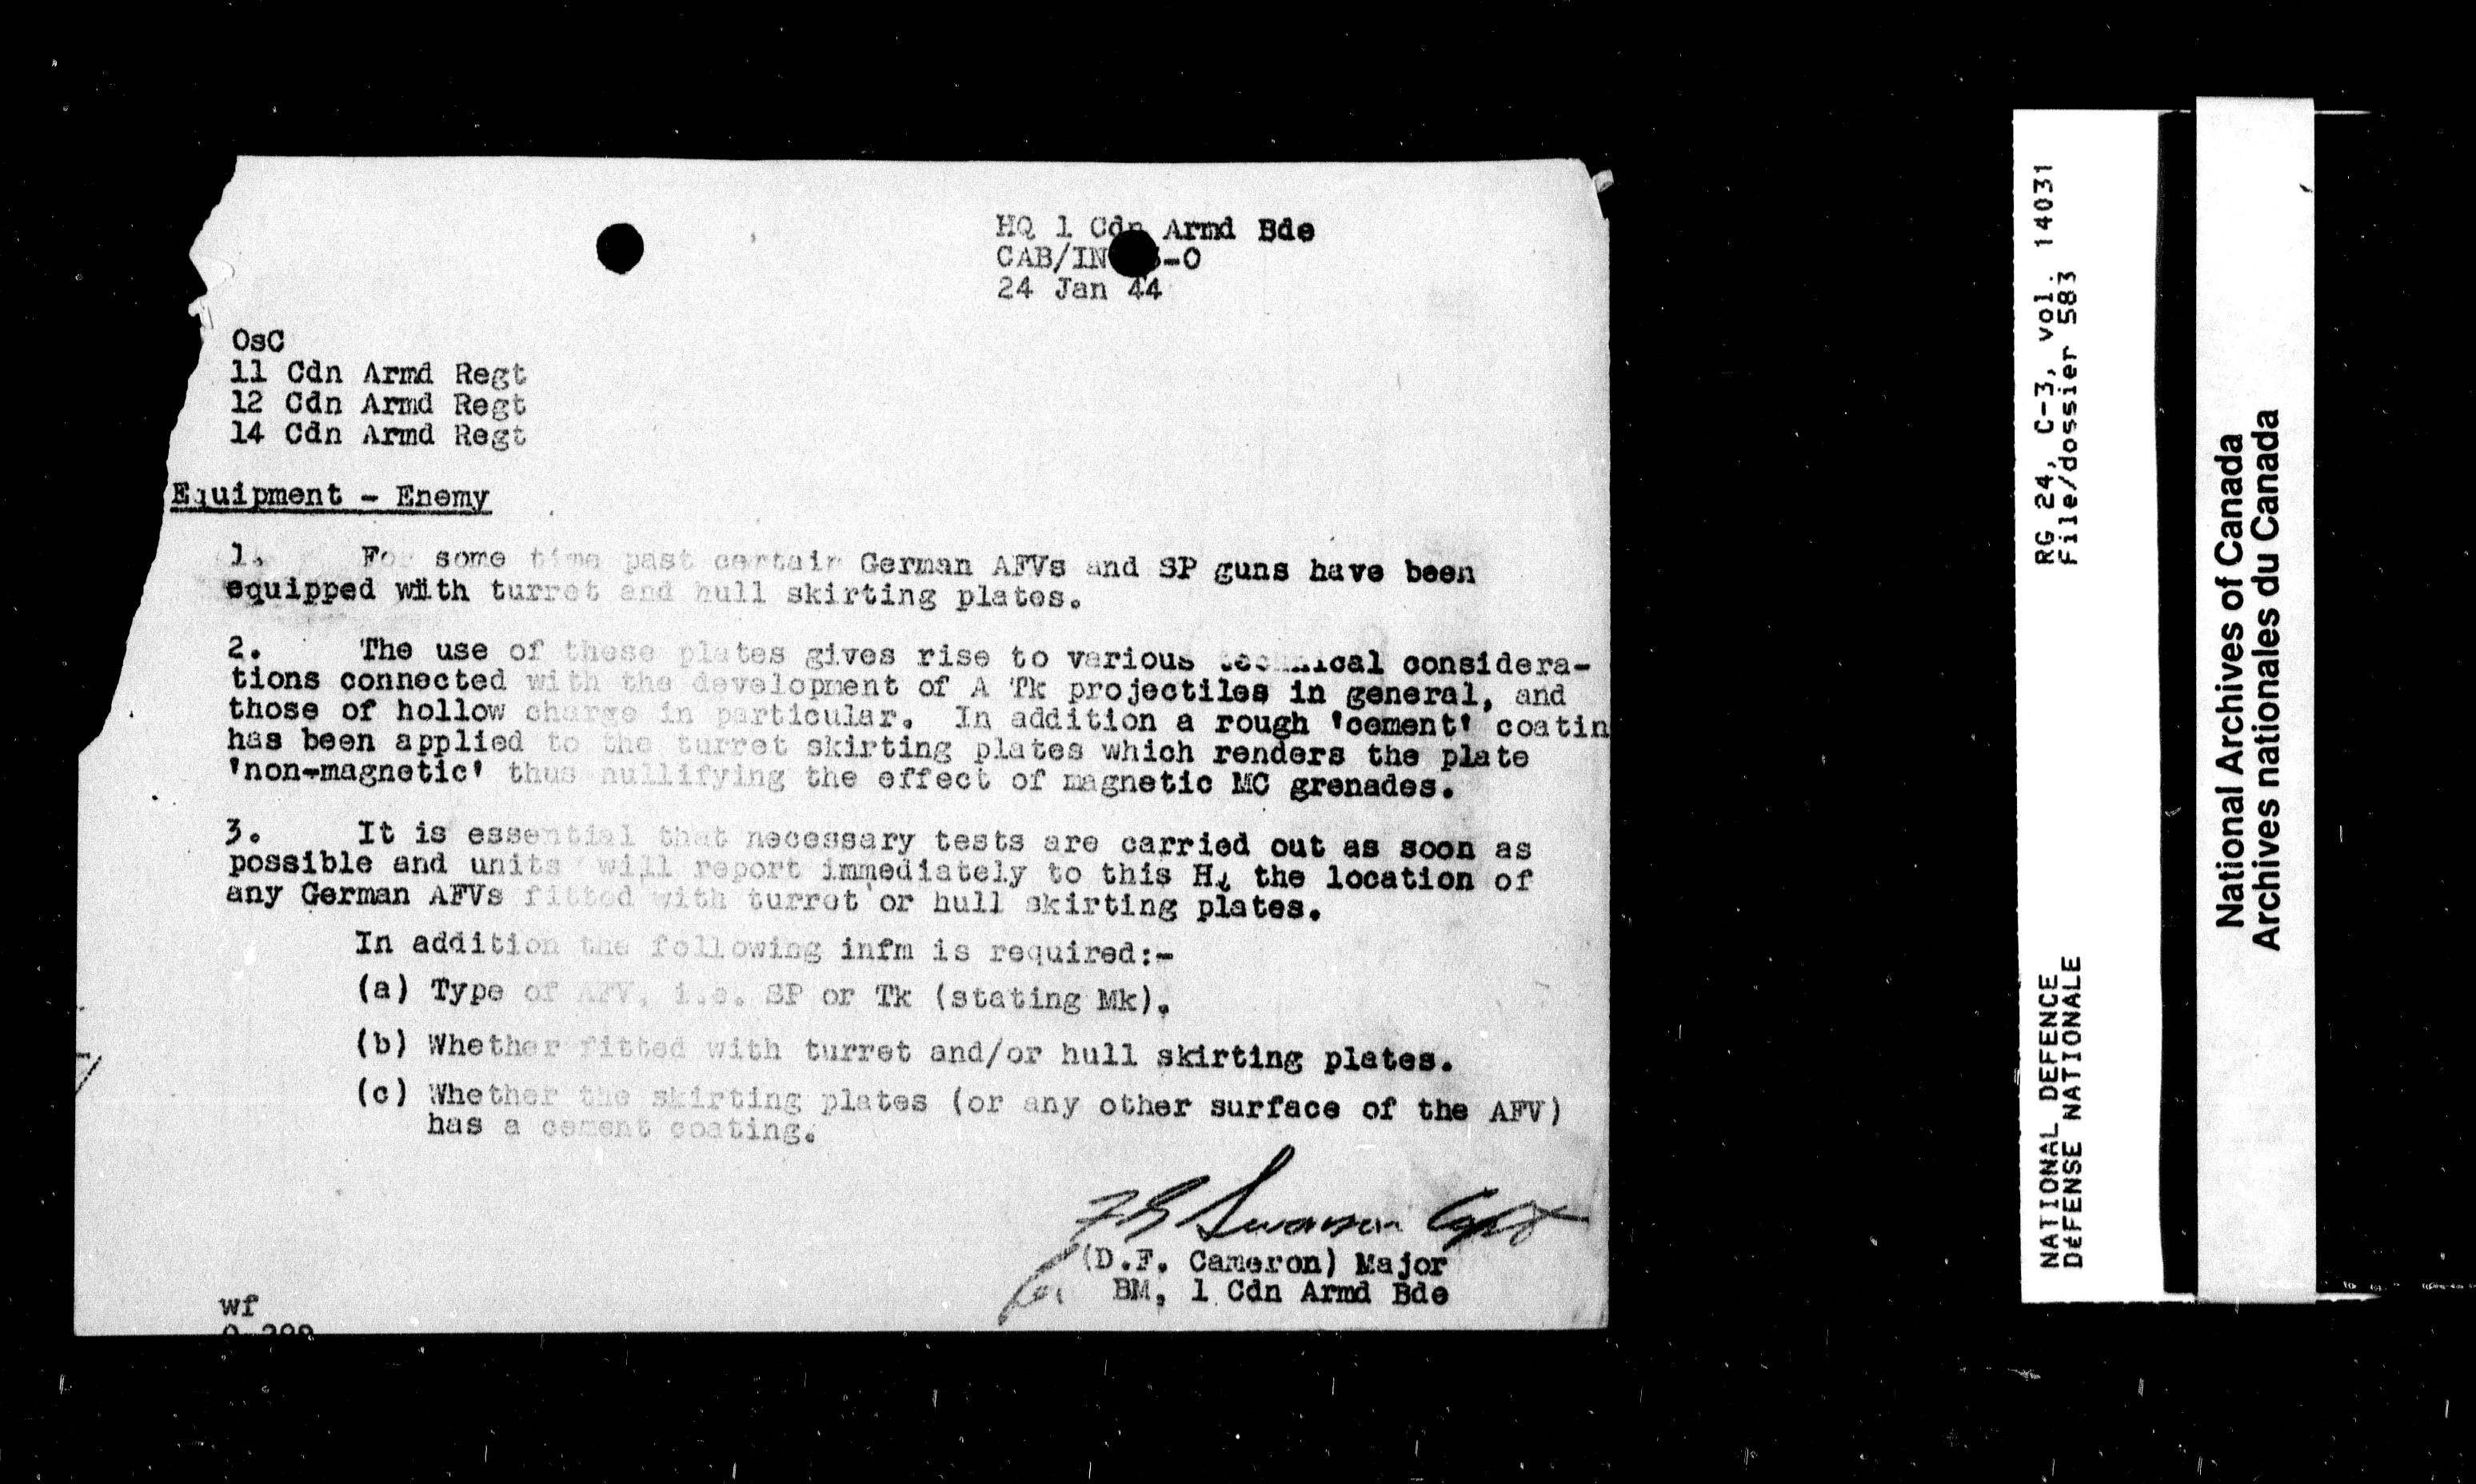 HQ 1 Cdn Armd Bde
CAB/IN -0
24 Jan 44
OsC
11 Cdn Armd Regt
12 Cdn Armd Regt
14 Cdn Armd Regt
Equipment - Enemy
1. For some time past certain German AFVs and SP guns have been
equipped with turret and hull skirting plates.
2. The use of these plates gives rise to various technical considera-
tions connected with the development of A Tk projectiles in general, and
those of hollow charge in particular. In addition a rough 'cement' coatin
has been applied to the turret skirting plates which renders the plate
'non-magnetic' thus nullifying the effect of magnetic MC grenades.
3. It is essential that necessary tests are carried out as soon as
possible and units will report immediately to this HQ the location of
any German AFVs fitted with turret or hull skirting plates.
In addition the following infm is required:-
(a) Type of AFV, i.e. SP or Tk (stating Mk).
(b) Whether fitted with turret and/or hull skirting plates.
(c) Whether the skirting plates (or any other surface of the AFV)
has a cement coating.
Swanson Capt
for (D.F. Cameron) Major
BM, 1 Cdn Armd Bde
wf
RG 24, C-3, vol. 14031
File/dossier 583
NATIONAL DEFENCE
DÉFENSE NATIONALE
National Archives of Canada
Archives nationales du Canada